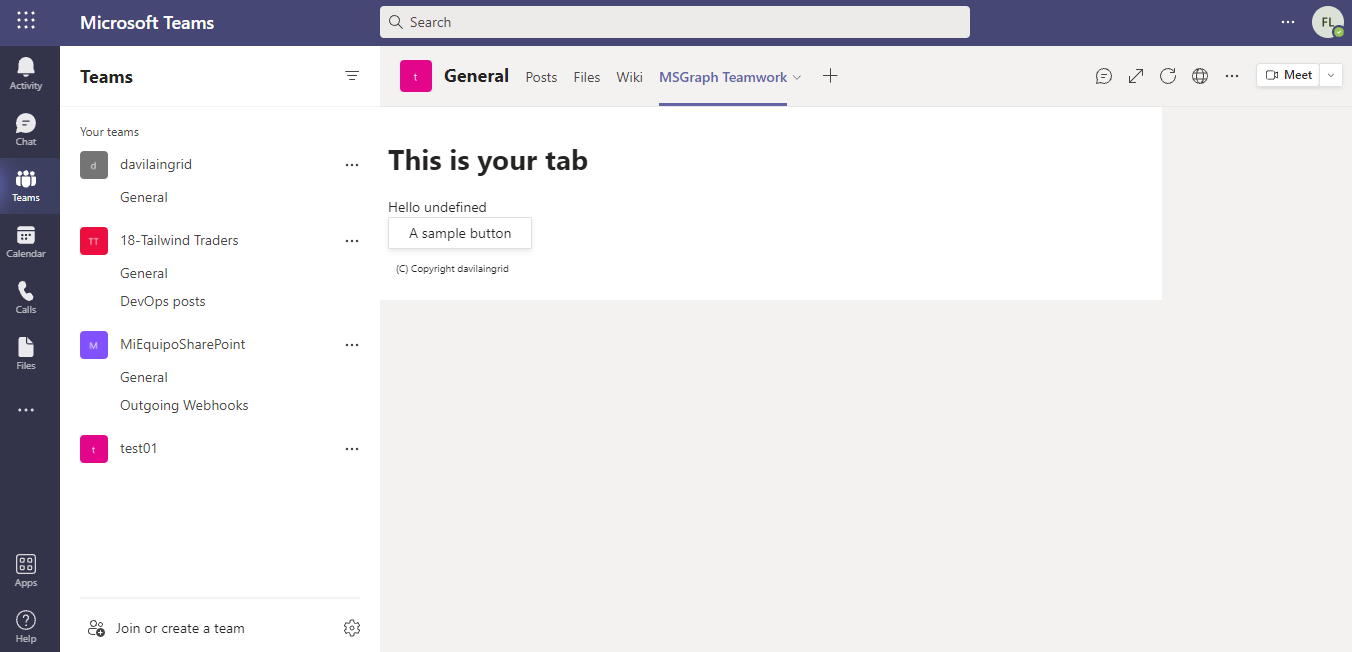 Microsoft Teams
Search
FL
Activity
Chat
Teams
Calendar
Calls
Files
Apps
Help
Teams
Your teams
d davilaingrid
General
TT 18-Tailwind Traders
General
DevOps posts
M MiEquipoSharePoint
General
Outgoing Webhooks
t test01
Join or create a team
t General Posts Files Wiki MSGraph Teamwork Meet
This is your tab
Hello undefined
A sample button
(C) Copyright davilaingrid